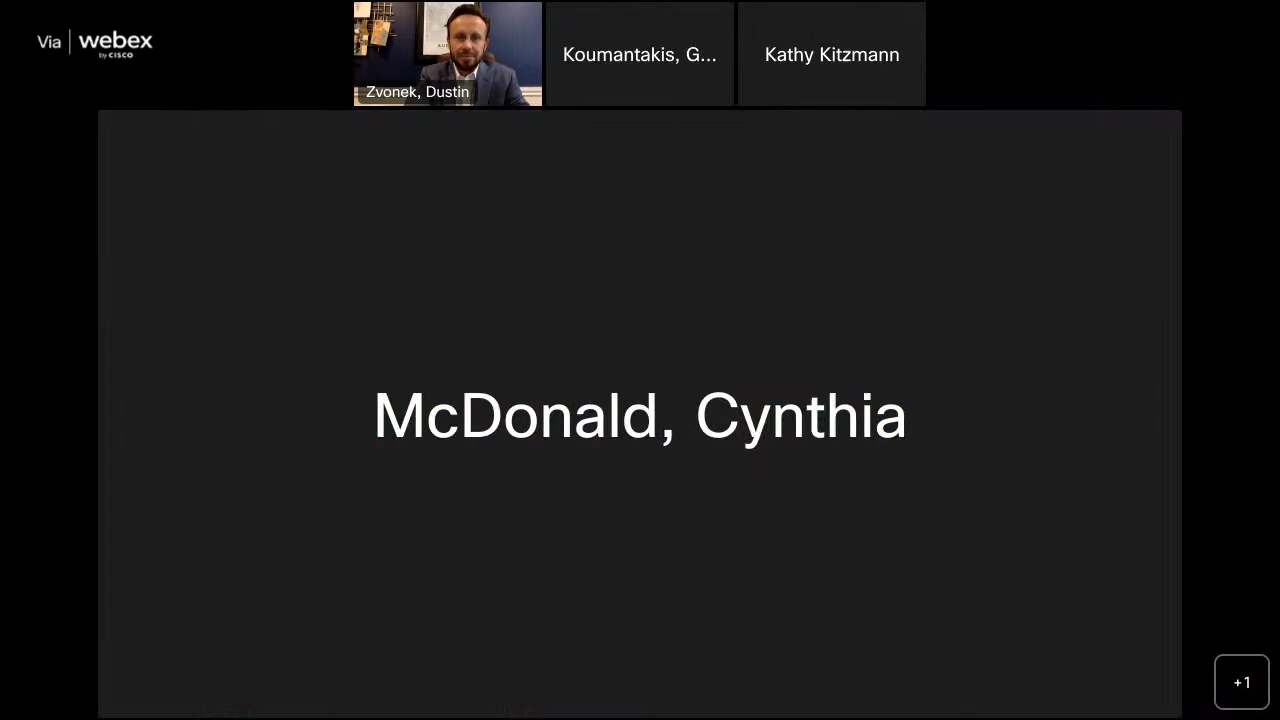 Via | webex
by CISCO
Zvonek, Dustin
Koumantakis, G...
Kathy Kitzmann
McDonald, Cynthia
+1